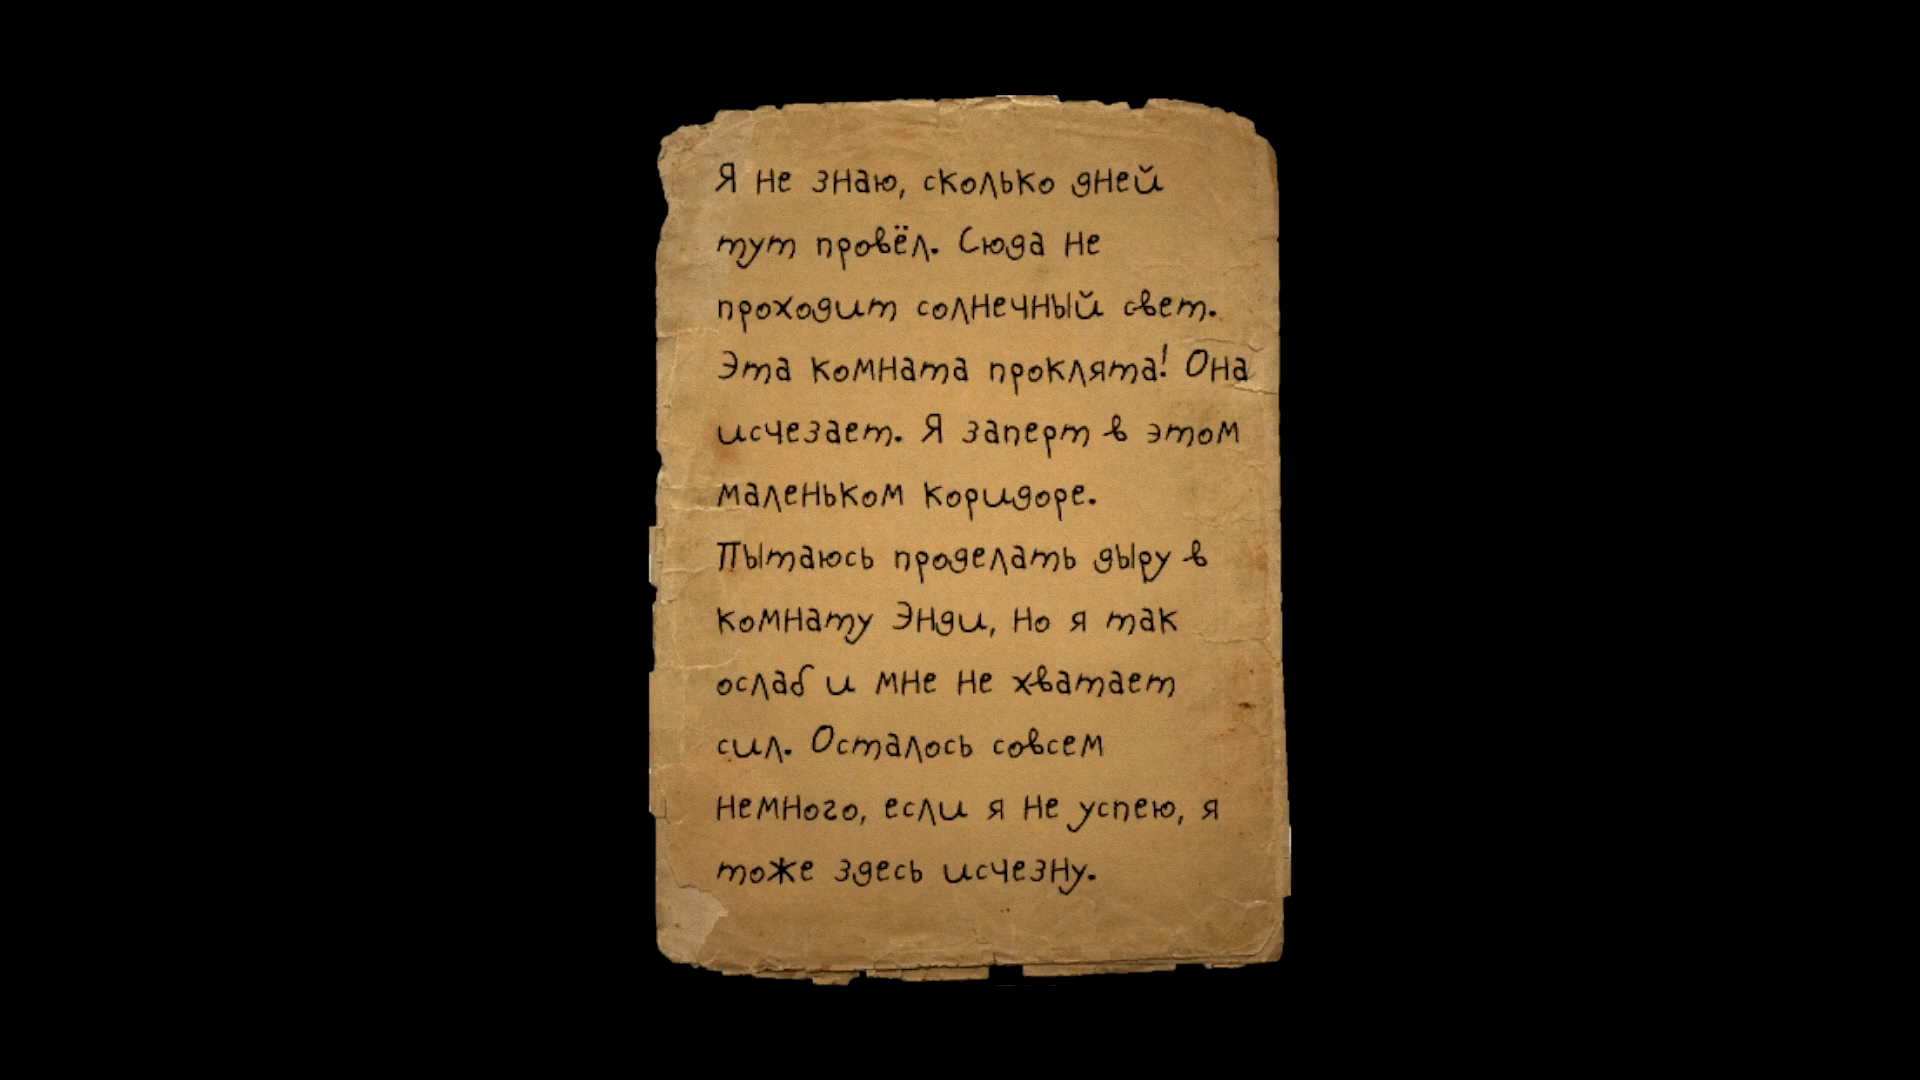 Я не знаю, сколько дней
тут провёл. Сюда не
проходит солнечный свет.
Эта комната проклята! Она
исчезает. Я заперт в этом
маленьком коридоре.
Пытаюсь проделать дыру в
комнату Энди, но я так
ослаб и мне не хватает
сил. Осталось совсем
немного, если я не успею, я
тоже здесь исчезну.